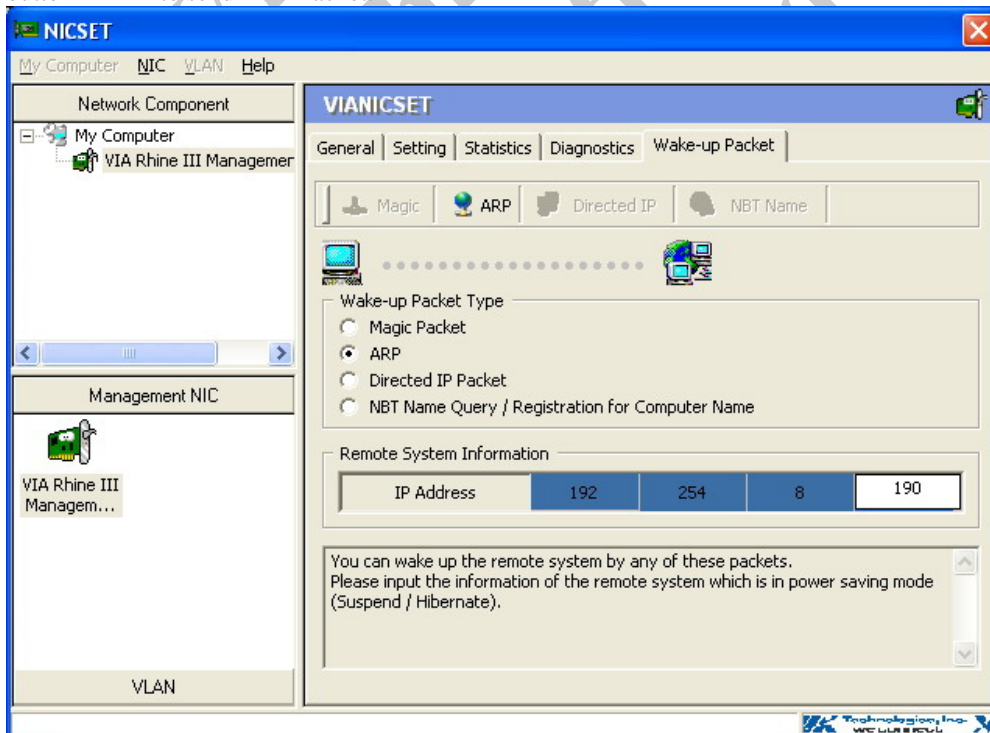 NICSET
My Computer NIC VLAN Help
Network Component
My Computer
VIA Rhine III Managemer
Management NIC
VIA Rhine III
Managem...
VLAN
VIANICSET
General Setting Statistics Diagnostics Wake-up Packet
Magic ARP Directed IP NBT Name
Wake-up Packet Type
Magic Packet
ARP
Directed IP Packet
NBT Name Query / Registration for Computer Name
Remote System Information
IP Address 192 254 8 190
You can wake up the remote system by any of these packets.
Please input the information of the remote system which is in power saving mode
(Suspend / Hibernate).
Technologies, Inc.
WE CONNECT